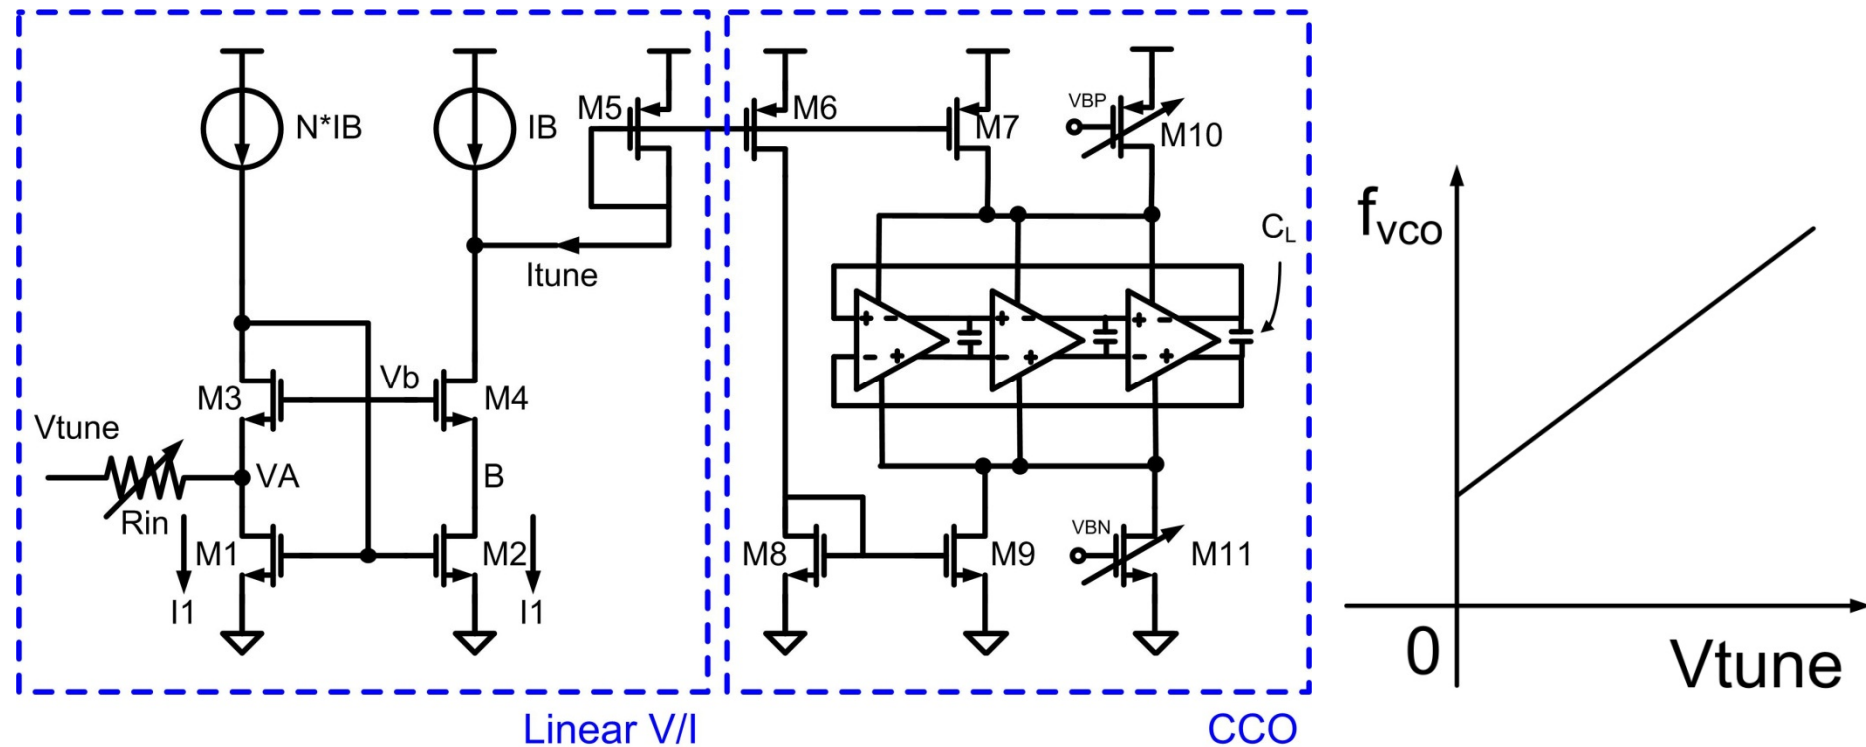 N*IB
IB
M5
M6
M7
VBP
M10
Itune
CL
+ -
- +
+ -
- +
+ -
- +
M3
Vb
M4
Vtune
VA
B
Rin
M1
M2
I1
I1
M8
M9
VBN
M11
Linear V/I
CCO
fvco
0
Vtune